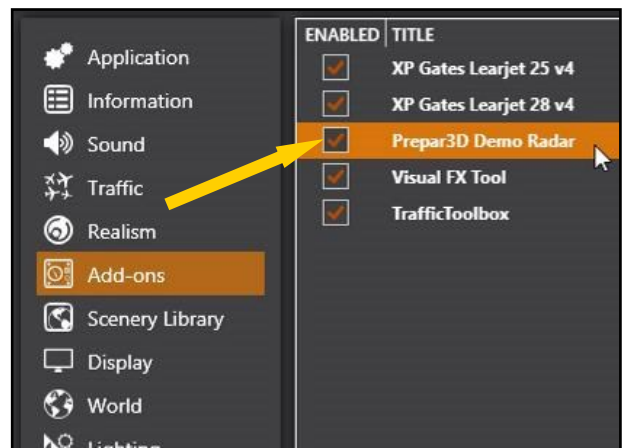 Application
Information
Sound
Traffic
Realism
Add-ons
Scenery Library
Display
World
Lighting
ENABLED TITLE
XP Gates Learjet 25 v4
XP Gates Learjet 28 v4
Prepar3D Demo Radar
Visual FX Tool
TrafficToolbox